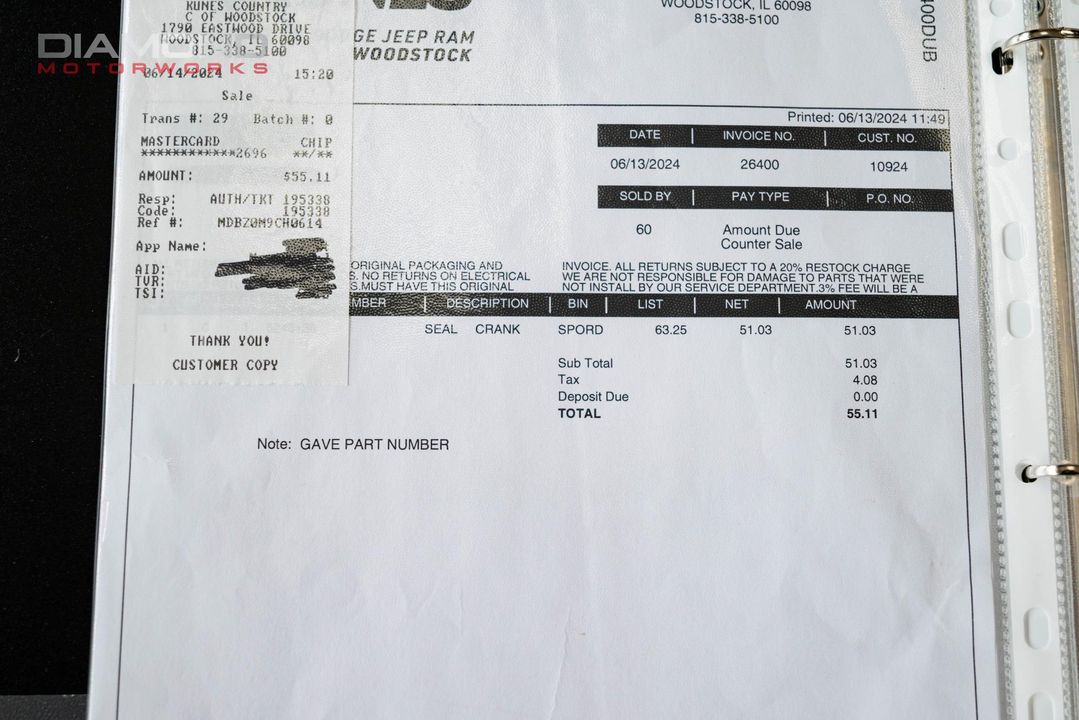 KUNES COUNTRY
C OF WOODSTOCK
1790 EASTWOOD DRIVE
WOODSTOCK, IL 60098
815-338-5100
06/14/2024 15:20
Sale
Trans #: 29 Batch #: 0
MASTERCARD CHIP
************2696 **/**
AMOUNT: $55.11
Resp: AUTH/TKT 195338
Code: 195338
Ref #: MDBZ0M9CH0614
App Name:
AID:
TVR:
TSI:
THANK YOU!
CUSTOMER COPY
DIAMOND
MOTORWORKS
GE JEEP RAM
WOODSTOCK
WOODSTOCK, IL 60098
815-338-5100
HOODUB
Printed: 06/13/2024 11:49
DATE INVOICE NO. CUST. NO.
06/13/2024 26400 10924
SOLD BY PAY TYPE P.O. NO.
60 Amount Due
Counter Sale
ORIGINAL PACKAGING AND
S. NO RETURNS ON ELECTRICAL
S.MUST HAVE THIS ORIGINAL
INVOICE. ALL RETURNS SUBJECT TO A 20% RESTOCK CHARGE
WE ARE NOT RESPONSIBLE FOR DAMAGE TO PARTS THAT WERE
NOT INSTALL BY OUR SERVICE DEPARTMENT.3% FEE WILL BE A
MBER DESCRIPTION BIN LIST NET AMOUNT
SEAL CRANK SPORD 63.25 51.03 51.03
Sub Total 51.03
Tax 4.08
Deposit Due 0.00
TOTAL 55.11
Note: GAVE PART NUMBER